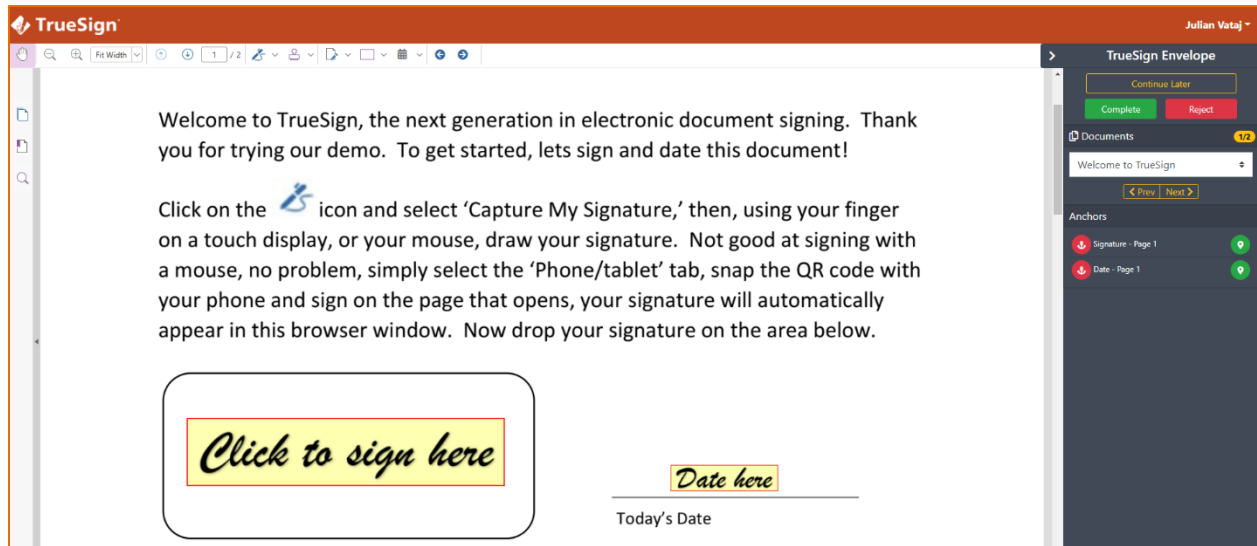 TrueSign
Julian Vataj
Fit Width
1 / 2
TrueSign Envelope
Continue Later
Complete Reject
Documents 1/2
Welcome to TrueSign
Prev Next
Anchors
Signature - Page 1
Date - Page 1
Welcome to TrueSign, the next generation in electronic document signing. Thank
you for trying our demo. To get started, lets sign and date this document!
Click on the icon and select ‘Capture My Signature,’ then, using your finger
on a touch display, or your mouse, draw your signature. Not good at signing with
a mouse, no problem, simply select the ‘Phone/tablet’ tab, snap the QR code with
your phone and sign on the page that opens, your signature will automatically
appear in this browser window. Now drop your signature on the area below.
Click to sign here
Date here
Today’s Date